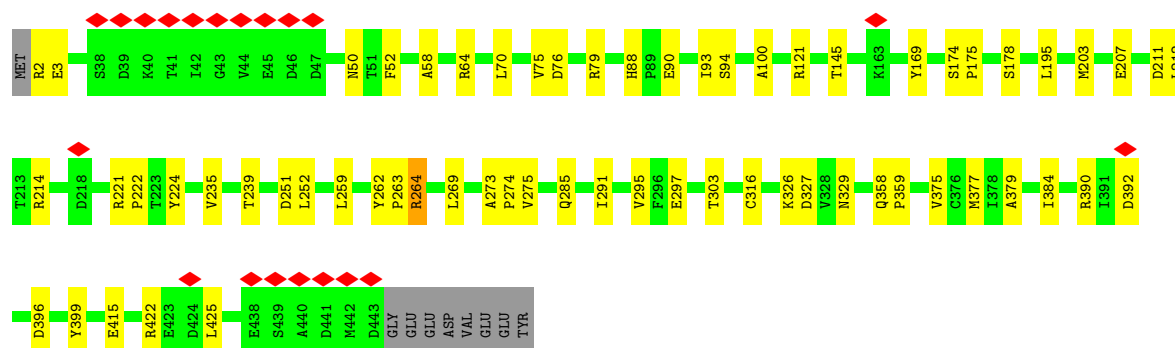 MET R2 E3 S38 D39 K40 T41 I42 G43 V44 E45 D46 D47 N50 T51 F52 A58 R64 L70 V75 D76 R79 H88 P89 E90 I93 S94 A100 R121 T145 K163 Y169 S174 P175 S178 L195 M203 E207 D211
T213 R214 D218 R221 P222 T223 Y224 V235 T239 D251 L252 L259 Y262 P263 R264 L269 A273 P274 V275 Q285 I291 V295 F296 E297 T303 C316 K326 D327 V328 N329 Q358 P359 V375 C376 M377 I378 A379 I384 R390 I391 D392
D396 Y399 E415 R422 E423 D424 L425 E438 S439 A440 D441 M442 D443 GLY GLU GLU ASP VAL GLU GLU TYR